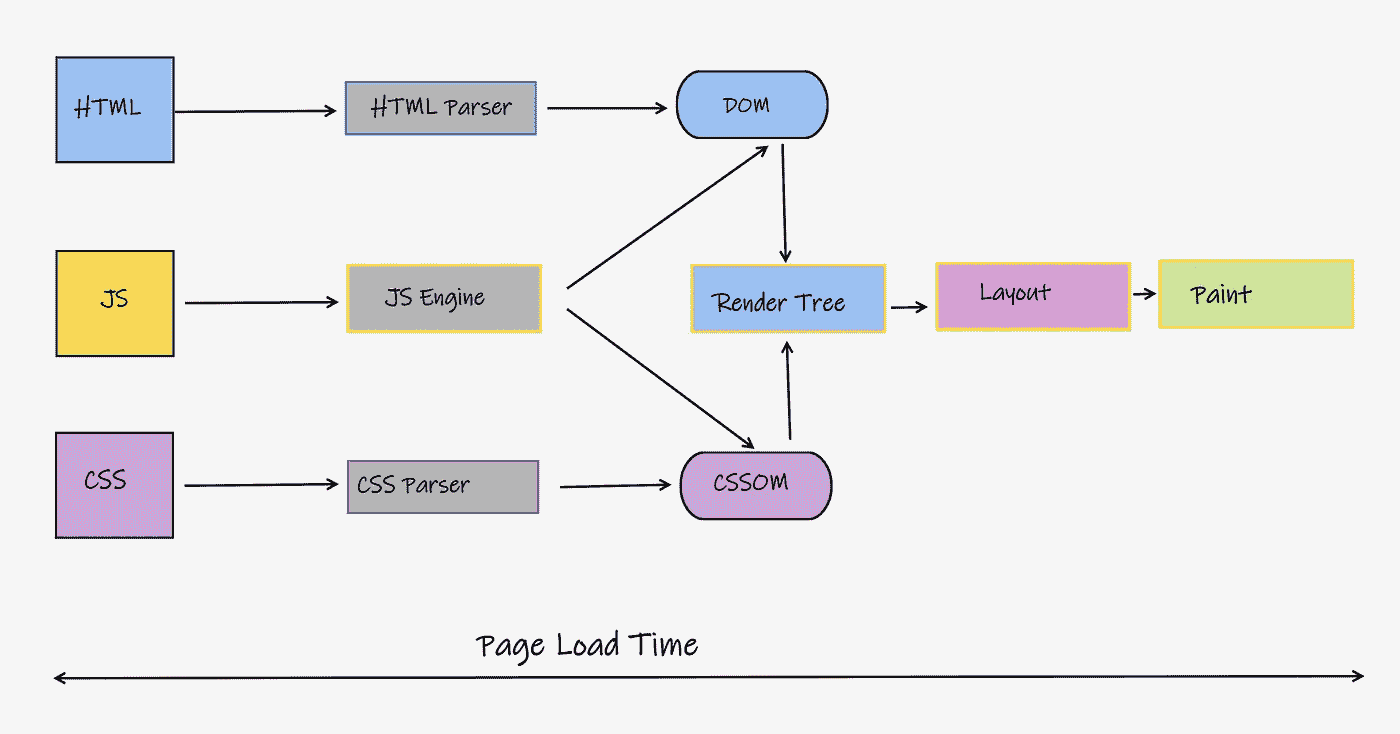 HTML
HTML Parser
DOM
JS
JS Engine
Render Tree
Layout
Paint
CSS
CSS Parser
CSSOM
Page Load Time